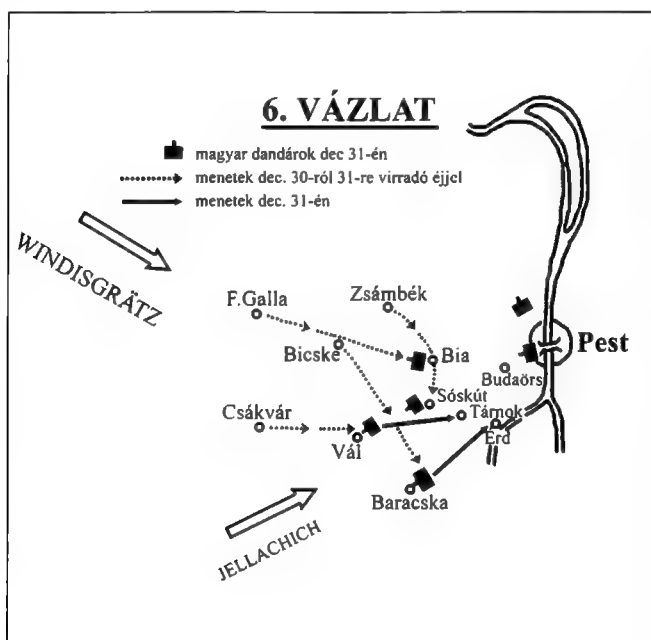 6. VÁZLAT
magyar dandárok dec 31-én
menetek dec. 30-ról 31-re virradó éjjel
menetek dec. 31-én
WINDISGRÄTZ
F.Galla
Zsámbék
Bicske
Bia
Pest
Budaörs
Sóskút
Csákvár
Tárnok
Érd
Vál
Baracska
JELLACHICH